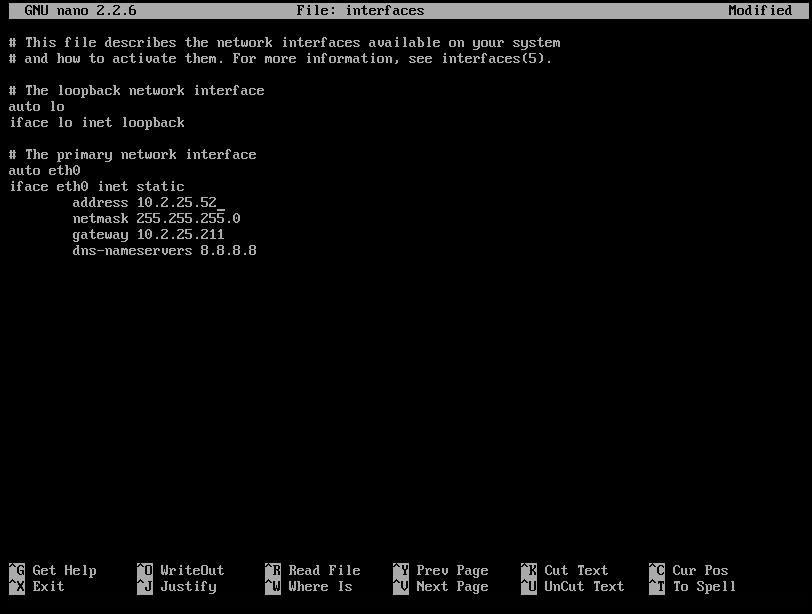 GNU nano 2.2.6 File: interfaces Modified
# This file describes the network interfaces available on your system
# and how to activate them. For more information, see interfaces(5).
# The loopback network interface
auto lo
iface lo inet loopback
# The primary network interface
auto eth0
iface eth0 inet static
address 10.2.25.52_
netmask 255.255.255.0
gateway 10.2.25.211
dns-nameservers 8.8.8.8
^G Get Help ^O WriteOut ^R Read File ^Y Prev Page ^K Cut Text ^C Cur Pos
^X Exit ^J Justify ^W Where Is ^V Next Page ^U UnCut Text ^T To Spell